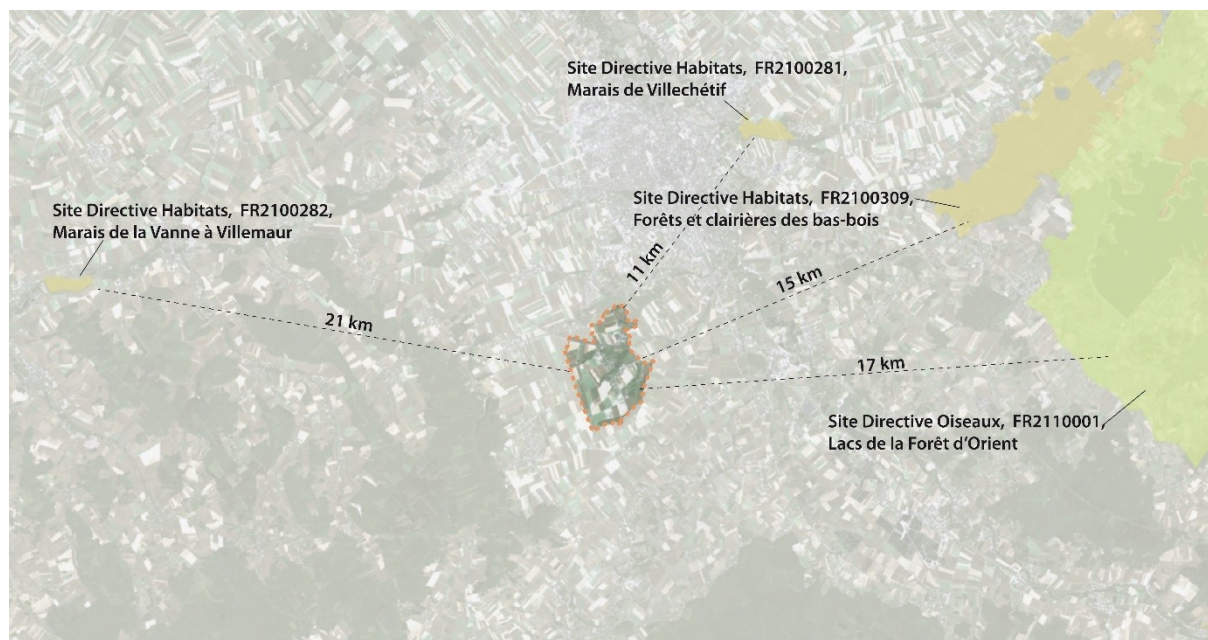 Site Directive Habitats, FR2100281,
Marais de Villechétif
Site Directive Habitats, FR2100309,
Forêts et clairières des bas-bois
Site Directive Habitats, FR2100282,
Marais de la Vanne à Villemaur
11 km
15 km
21 km
17 km
Site Directive Oiseaux, FR2110001,
Lacs de la Forêt d'Orient